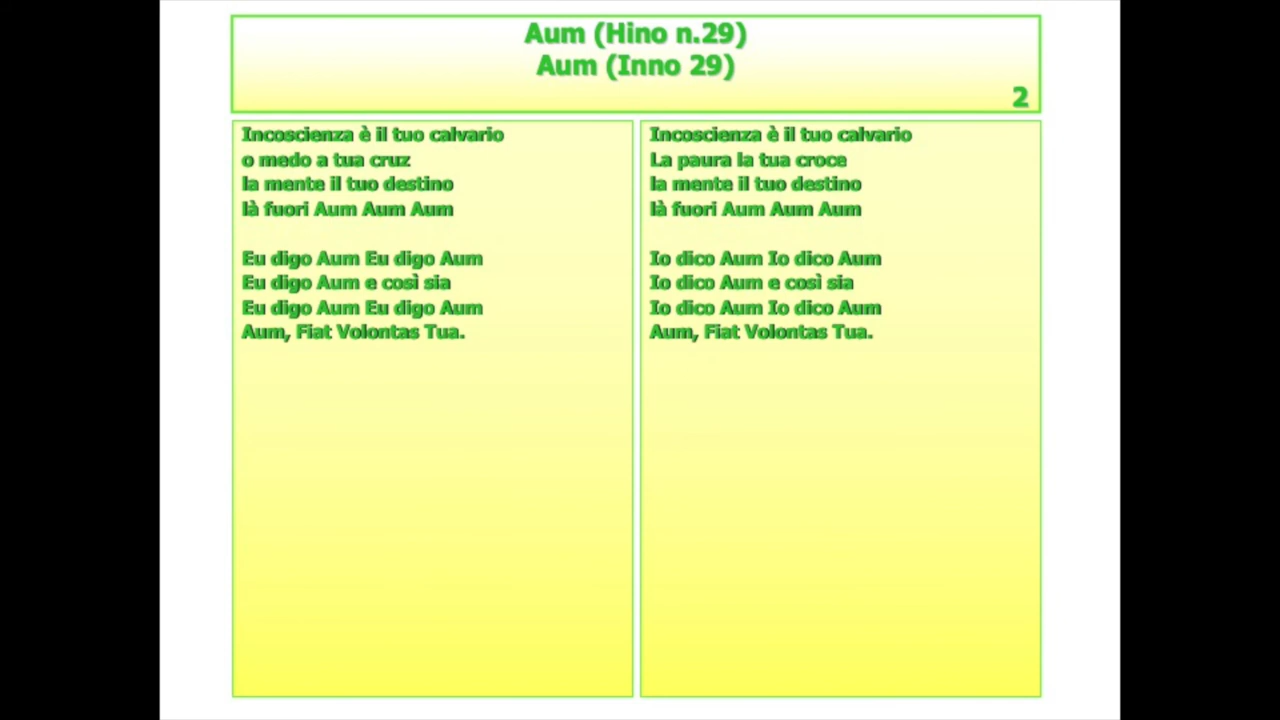 Aum (Hino n.29)
Aum (Inno 29)
2
Incoscienza è il tuo calvario
o medo a tua cruz
la mente il tuo destino
là fuori Aum Aum Aum
Eu digo Aum Eu digo Aum
Eu digo Aum e così sia
Eu digo Aum Eu digo Aum
Aum, Fiat Volontas Tua.
Incoscienza è il tuo calvario
La paura la tua croce
la mente il tuo destino
là fuori Aum Aum Aum
Io dico Aum Io dico Aum
Io dico Aum e così sia
Io dico Aum Io dico Aum
Aum, Fiat Volontas Tua.